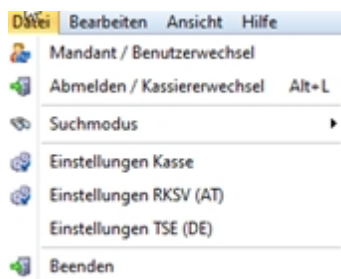 Datei Bearbeiten Ansicht Hilfe
Mandant / Benutzerwechsel
Abmelden / Kassiererwechsel Alt+L
Suchmodus
Einstellungen Kasse
Einstellungen RKSV (AT)
Einstellungen TSE (DE)
Beenden